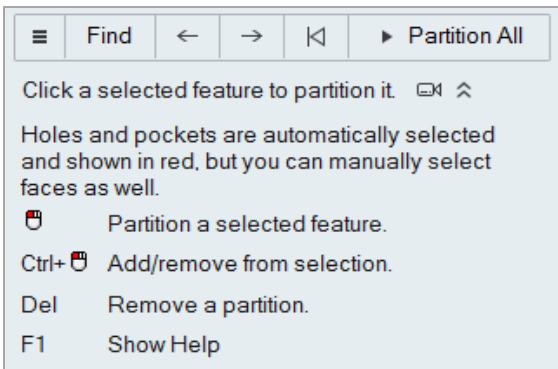 Find Partition All
Click a selected feature to partition it.
Holes and pockets are automatically selected
and shown in red, but you can manually select
faces as well.
Partition a selected feature.
Ctrl+ Add/remove from selection.
Del Remove a partition.
F1 Show Help